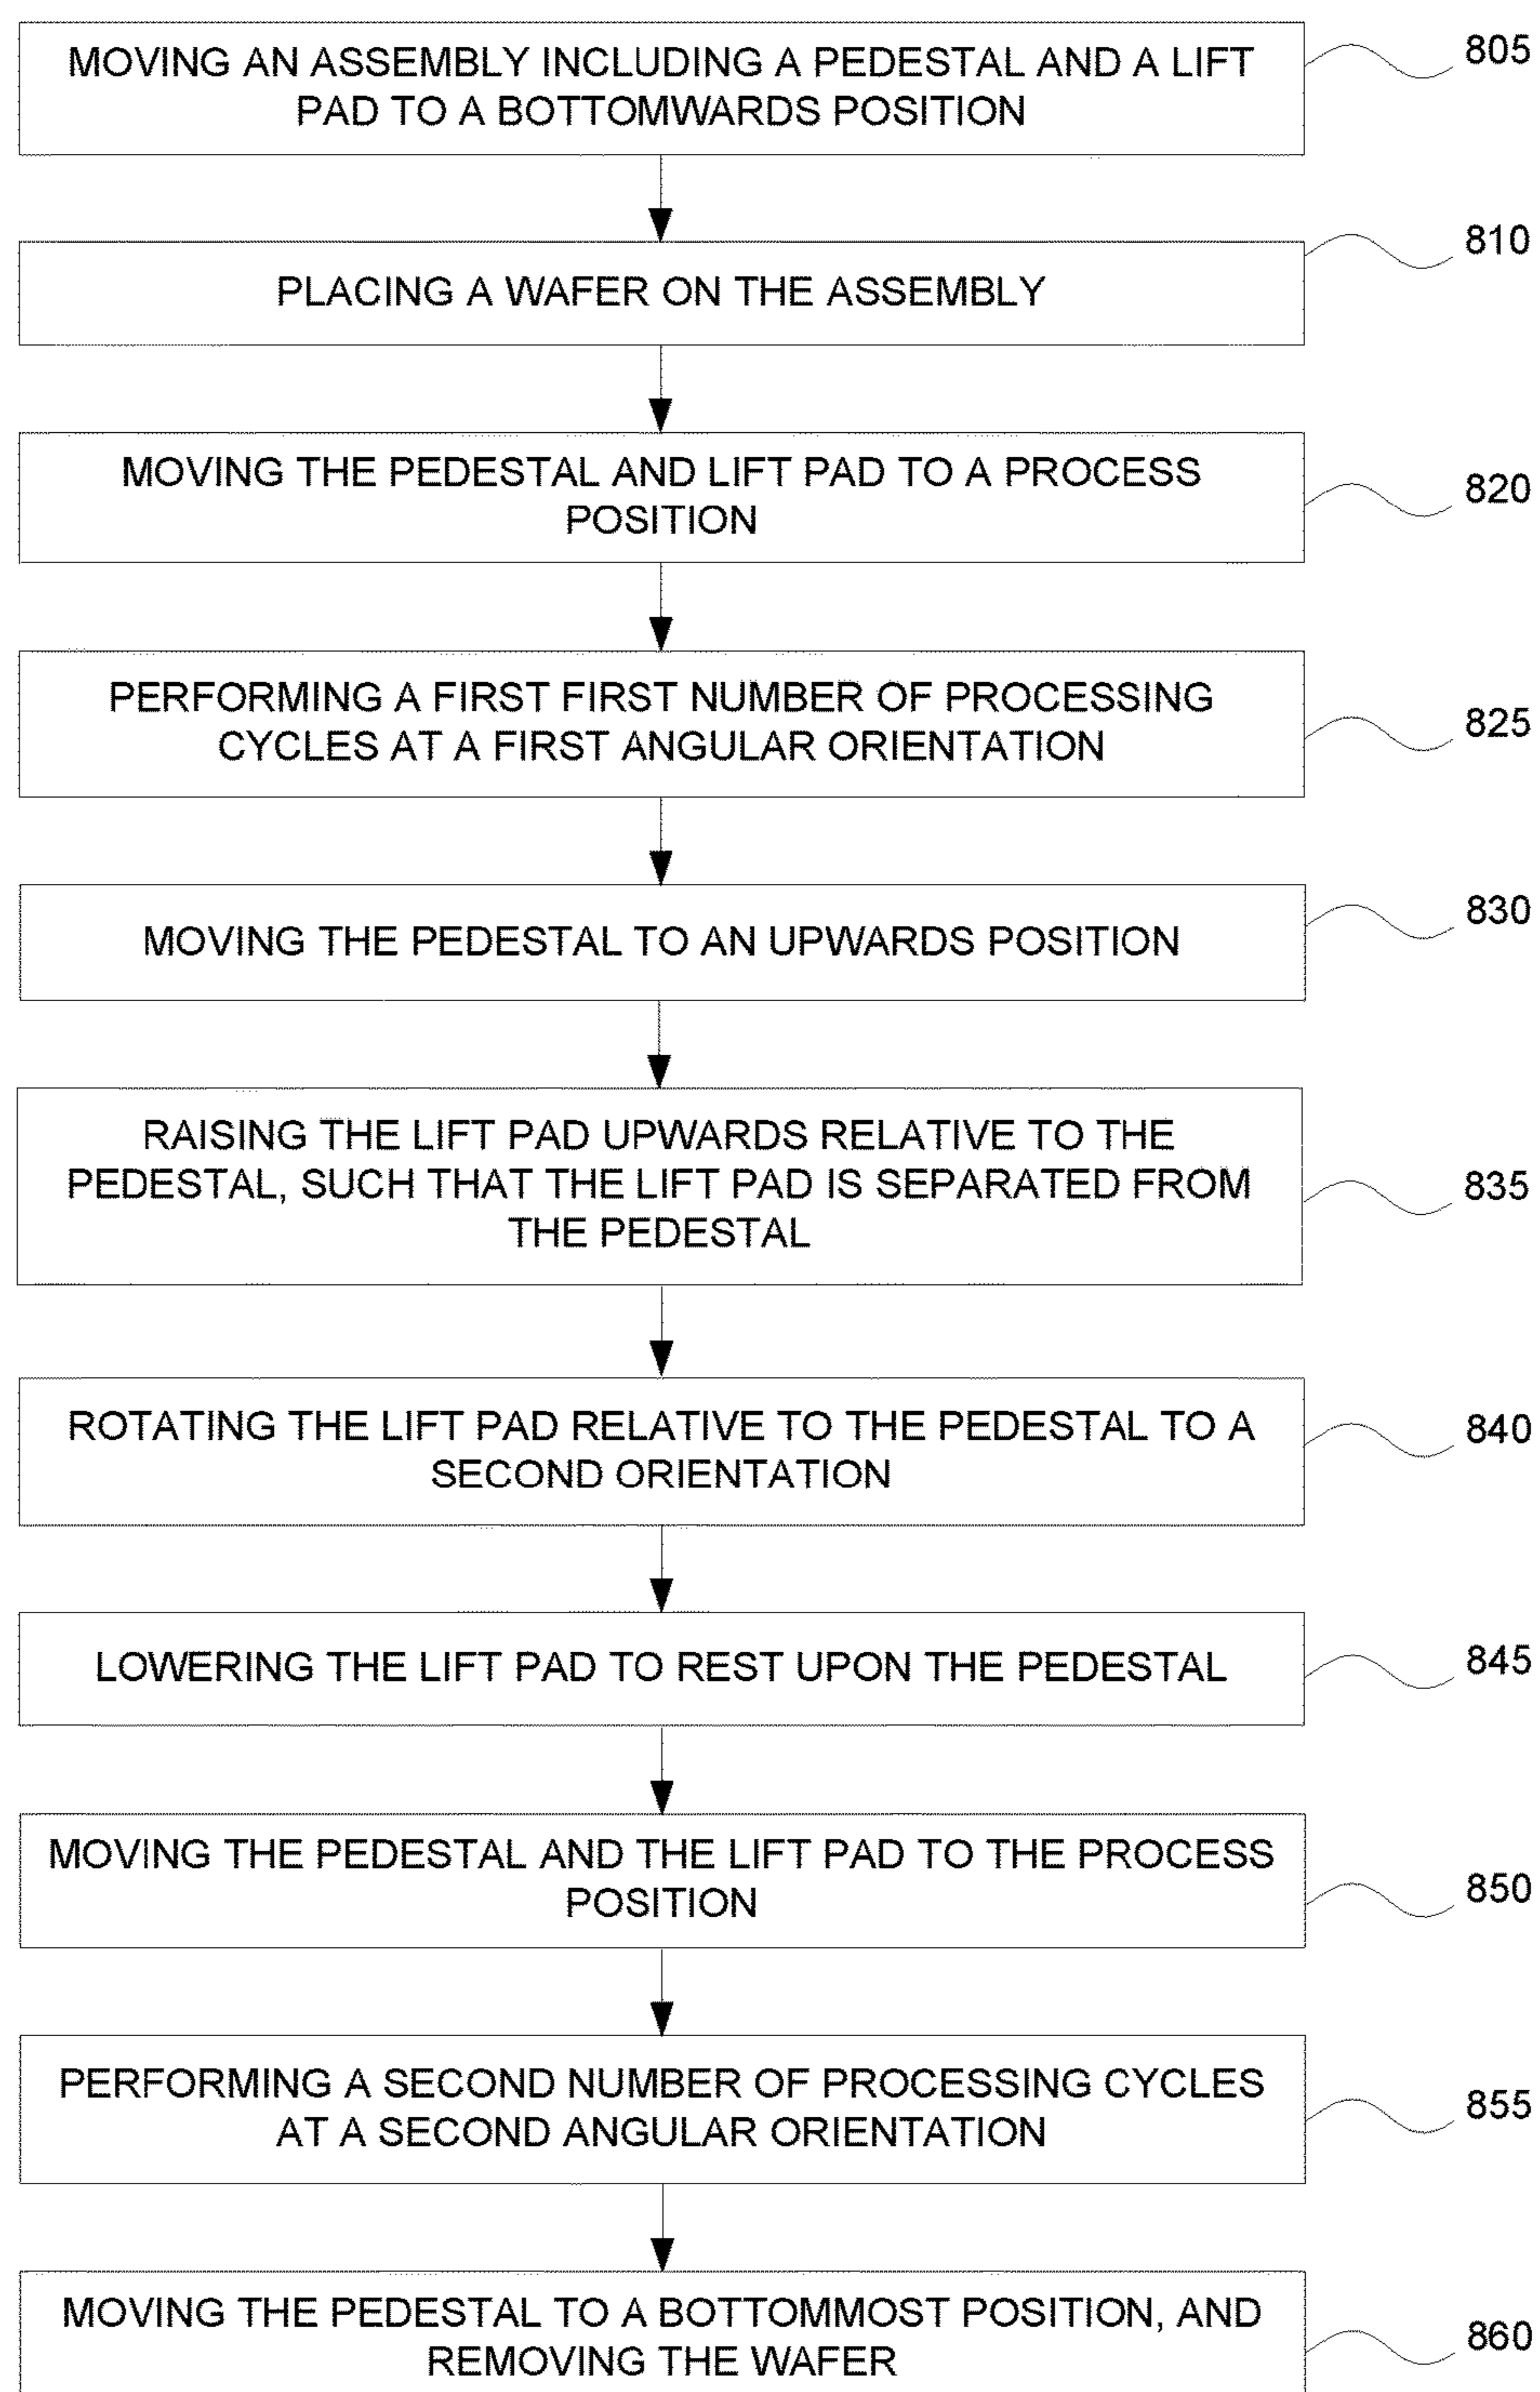 MOVING AN ASSEMBLY INCLUDING A PEDESTAL AND A LIFT
PAD TO A BOTTOMWARDS POSITION
805
PLACING A WAFER ON THE ASSEMBLY
810
MOVING THE PEDESTAL AND LIFT PAD TO A PROCESS
POSITION
820
PERFORMING A FIRST FIRST NUMBER OF PROCESSING
CYCLES AT A FIRST ANGULAR ORIENTATION
825
MOVING THE PEDESTAL TO AN UPWARDS POSITION
830
RAISING THE LIFT PAD UPWARDS RELATIVE TO THE
PEDESTAL, SUCH THAT THE LIFT PAD IS SEPARATED FROM
THE PEDESTAL
835
ROTATING THE LIFT PAD RELATIVE TO THE PEDESTAL TO A
SECOND ORIENTATION
840
LOWERING THE LIFT PAD TO REST UPON THE PEDESTAL
845
MOVING THE PEDESTAL AND THE LIFT PAD TO THE PROCESS
POSITION
850
PERFORMING A SECOND NUMBER OF PROCESSING CYCLES
AT A SECOND ANGULAR ORIENTATION
855
MOVING THE PEDESTAL TO A BOTTOMMOST POSITION, AND
REMOVING THE WAFER
860